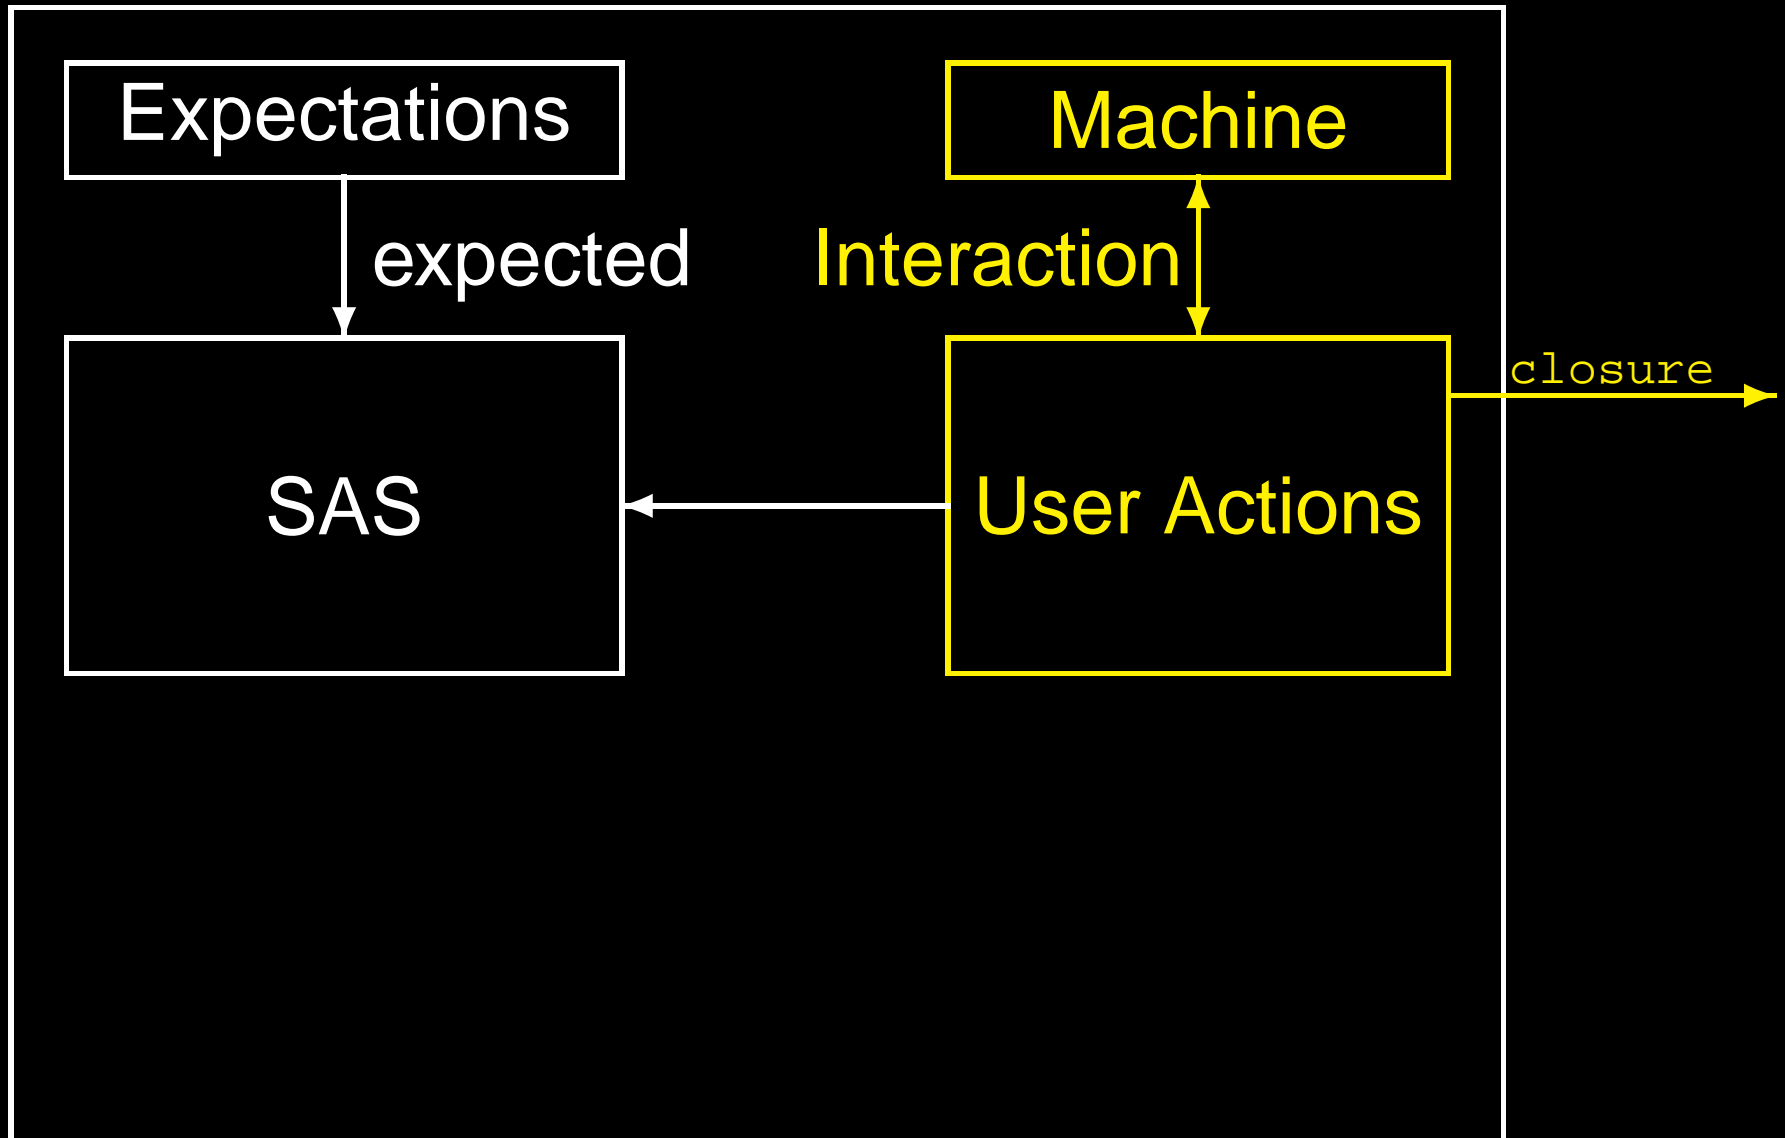 Expectations
Machine
expected
Interaction
closure
SAS
User Actions